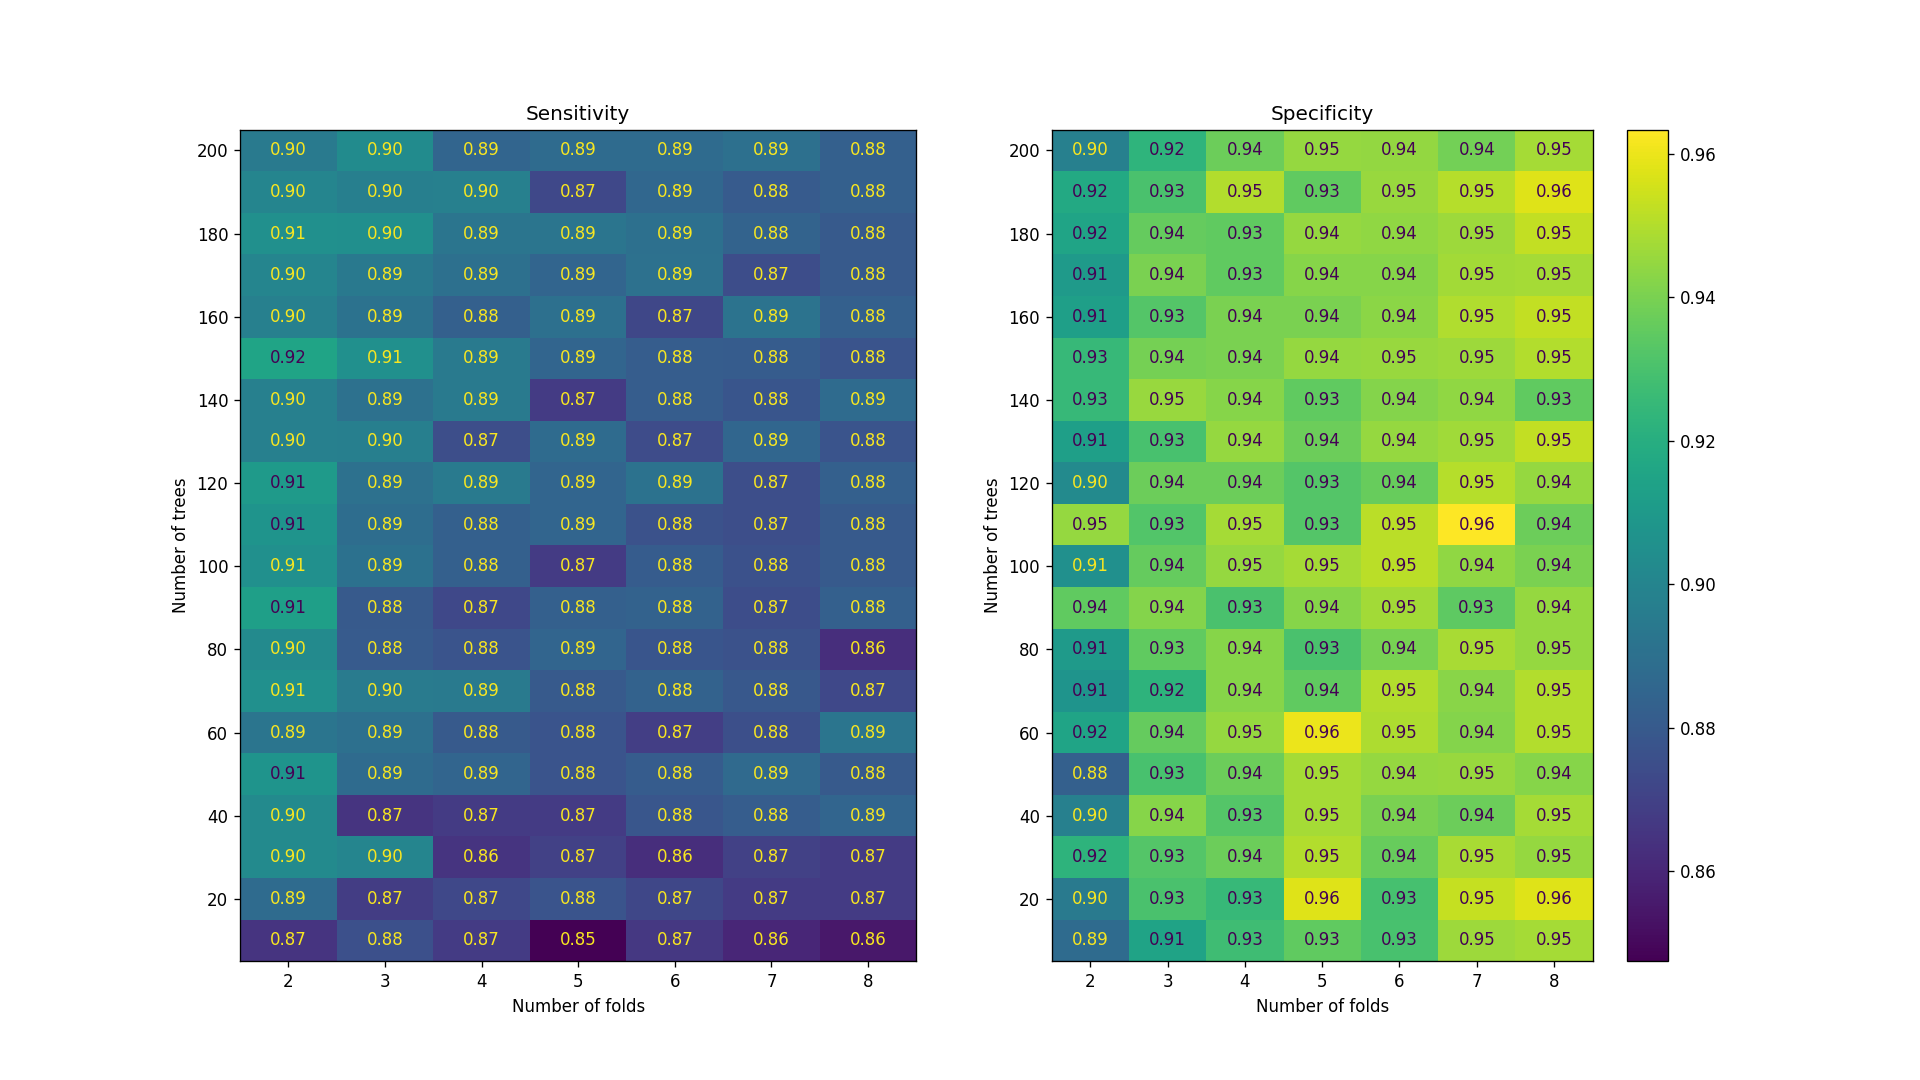 Sensitivity
Number of trees
200 0.90 0.90 0.89 0.89 0.89 0.89 0.88
0.90 0.90 0.90 0.87 0.89 0.88 0.88
180 0.91 0.90 0.89 0.89 0.89 0.88 0.88
0.90 0.89 0.89 0.89 0.89 0.87 0.88
160 0.90 0.89 0.88 0.89 0.87 0.89 0.88
0.92 0.91 0.89 0.89 0.88 0.88 0.88
140 0.90 0.89 0.89 0.87 0.88 0.88 0.89
0.90 0.90 0.87 0.89 0.87 0.89 0.88
120 0.91 0.89 0.89 0.89 0.89 0.87 0.88
110 0.91 0.89 0.88 0.89 0.88 0.87 0.88
100 0.91 0.89 0.88 0.87 0.88 0.88 0.88
0.91 0.88 0.87 0.88 0.88 0.87 0.88
80 0.90 0.88 0.88 0.89 0.88 0.88 0.86
0.91 0.90 0.89 0.88 0.88 0.88 0.87
60 0.89 0.89 0.88 0.88 0.87 0.88 0.89
0.91 0.89 0.89 0.88 0.88 0.89 0.88
40 0.90 0.87 0.87 0.87 0.88 0.88 0.89
0.90 0.90 0.86 0.87 0.86 0.87 0.87
20 0.89 0.87 0.87 0.88 0.87 0.87 0.87
0.87 0.88 0.87 0.85 0.87 0.86 0.86
2 3 4 5 6 7 8
Number of folds
Specificity
Number of trees
200 0.90 0.92 0.94 0.95 0.94 0.94 0.95
0.92 0.93 0.95 0.93 0.95 0.95 0.96
180 0.92 0.94 0.93 0.94 0.94 0.95 0.95
0.91 0.94 0.93 0.94 0.94 0.95 0.95
160 0.91 0.93 0.94 0.94 0.94 0.95 0.95
0.93 0.94 0.94 0.94 0.95 0.95 0.95
140 0.93 0.95 0.94 0.93 0.94 0.94 0.93
0.91 0.93 0.94 0.94 0.94 0.95 0.95
120 0.90 0.94 0.94 0.93 0.94 0.95 0.94
110 0.95 0.93 0.95 0.93 0.95 0.96 0.94
100 0.91 0.94 0.95 0.95 0.95 0.94 0.94
0.94 0.94 0.93 0.94 0.95 0.93 0.94
80 0.91 0.93 0.94 0.93 0.94 0.95 0.95
0.91 0.92 0.94 0.94 0.95 0.94 0.95
60 0.92 0.94 0.95 0.96 0.95 0.94 0.95
0.88 0.93 0.94 0.95 0.94 0.95 0.94
40 0.90 0.94 0.93 0.95 0.94 0.94 0.95
0.92 0.93 0.94 0.95 0.94 0.95 0.95
20 0.90 0.93 0.93 0.96 0.93 0.95 0.96
0.89 0.91 0.93 0.93 0.93 0.95 0.95
2 3 4 5 6 7 8
Number of folds
0.96
0.94
0.92
0.90
0.88
0.86